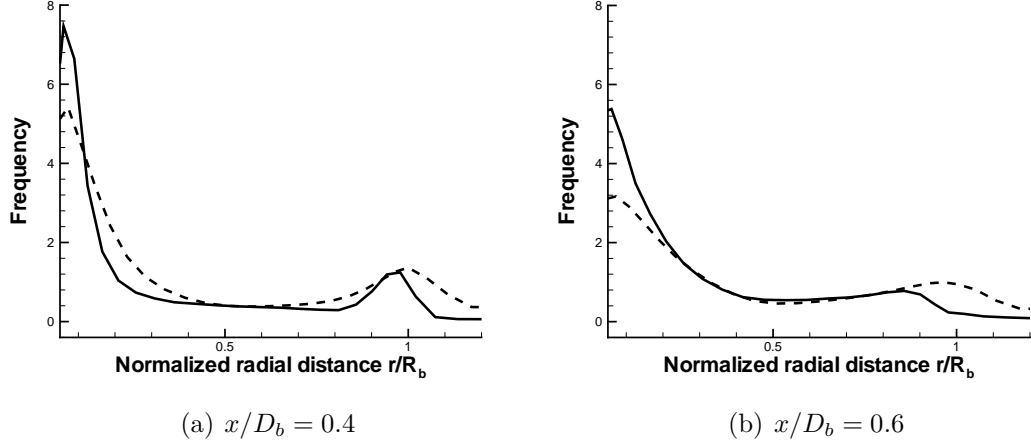 8
6
4
2
0
Frequency
0.5
1
Normalized radial distance r/R_b
(a) x/D_b = 0.4
8
6
4
2
0
Frequency
0.5
1
Normalized radial distance r/R_b
(b) x/D_b = 0.6